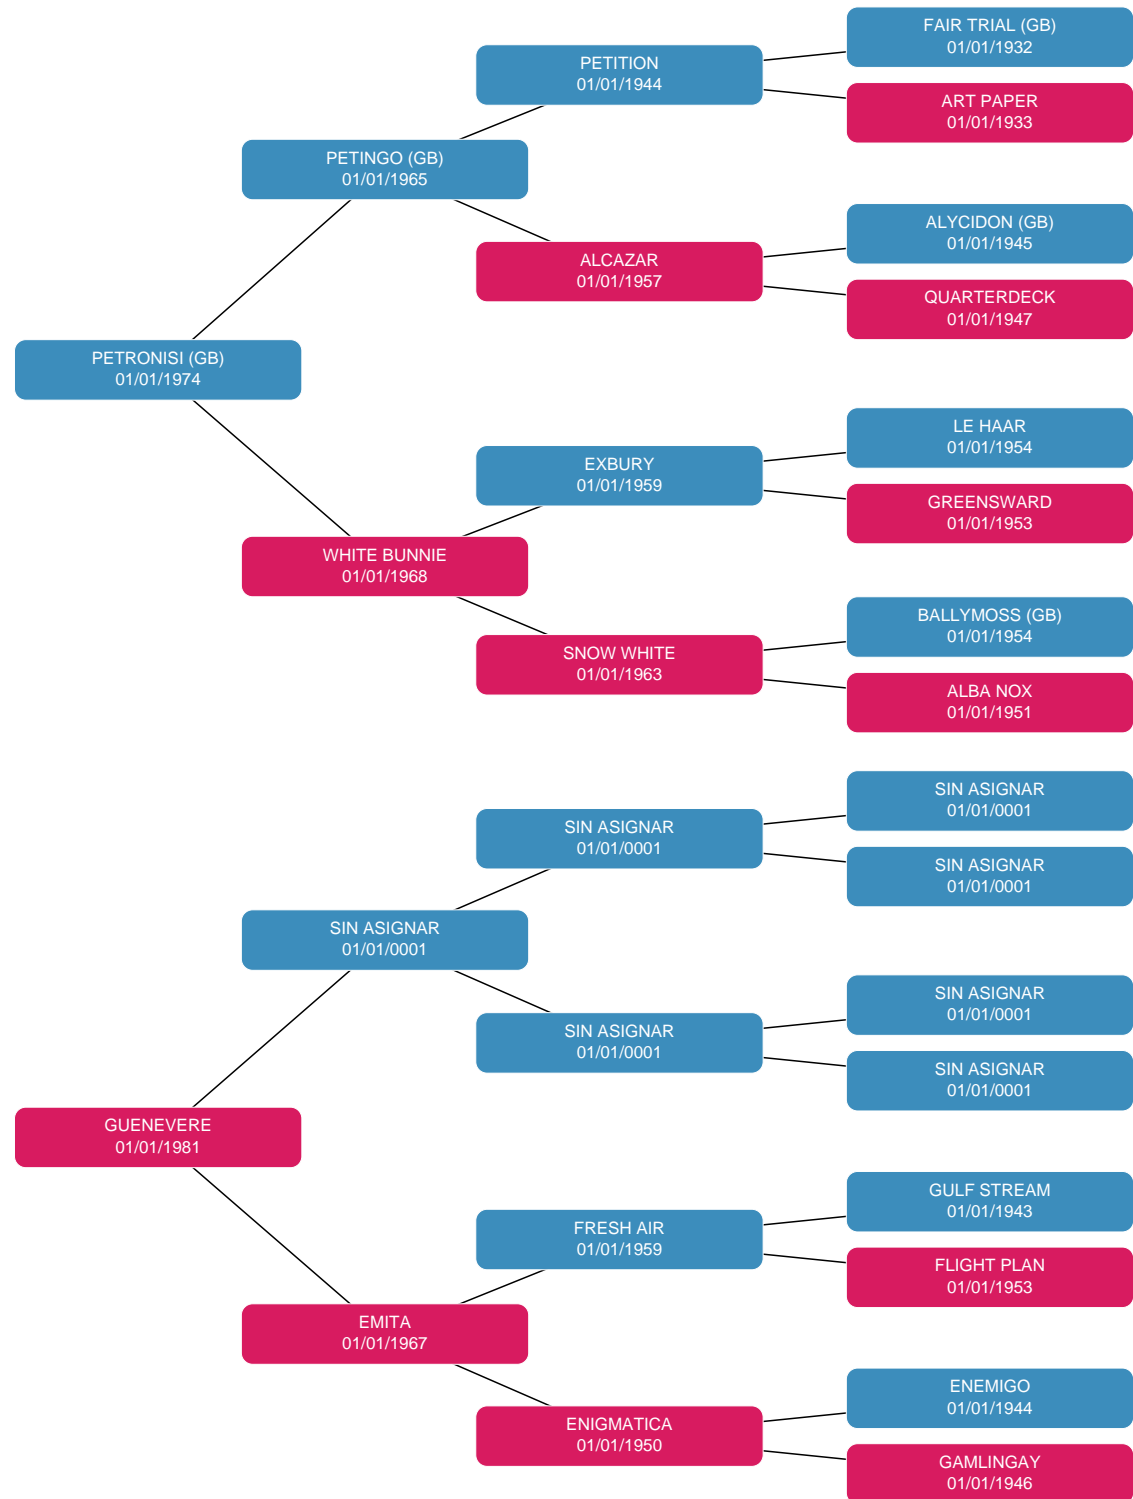 FAIR TRIAL (GB)
01/01/1932
PETITION
01/01/1944
ART PAPER
01/01/1933
PETINGO (GB)
01/01/1965
ALYCIDON (GB)
01/01/1945
ALCAZAR
01/01/1957
QUARTERDECK
01/01/1947
PETRONISI (GB)
01/01/1974
LE HAAR
01/01/1954
EXBURY
01/01/1959
GREENSWARD
01/01/1953
WHITE BUNNIE
01/01/1968
BALLYMOSS (GB)
01/01/1954
SNOW WHITE
01/01/1963
ALBA NOX
01/01/1951
SIN ASIGNAR
01/01/0001
SIN ASIGNAR
01/01/0001
SIN ASIGNAR
01/01/0001
SIN ASIGNAR
01/01/0001
SIN ASIGNAR
01/01/0001
SIN ASIGNAR
01/01/0001
SIN ASIGNAR
01/01/0001
GUENEVERE
01/01/1981
GULF STREAM
01/01/1943
FRESH AIR
01/01/1959
FLIGHT PLAN
01/01/1953
EMITA
01/01/1967
ENEMIGO
01/01/1944
ENIGMATICA
01/01/1950
GAMLINGAY
01/01/1946